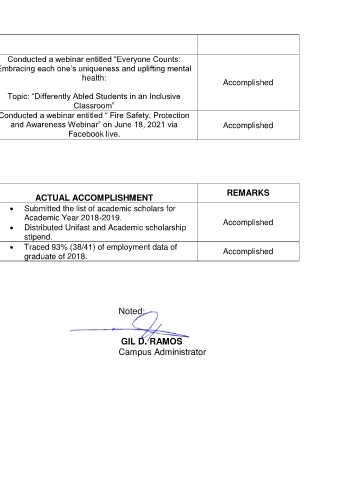 Conducted a webinar entitled “Everyone Counts:
Embracing each one’s uniqueness and uplifting mental
health:
Topic: “Differently Abled Students in an Inclusive
Classroom”
Accomplished
Conducted a webinar entitled “ Fire Safety, Protection
and Awareness Webinar” on June 18, 2021 via
Facebook live.
Accomplished
ACTUAL ACCOMPLISHMENT
REMARKS
• Submitted the list of academic scholars for
Academic Year 2018-2019.
• Distributed Unifast and Academic scholarship
stipend.
Accomplished
• Traced 93% (38/41) of employment data of
graduate of 2018.
Accomplished
Noted:
GIL D. RAMOS
Campus Administrator